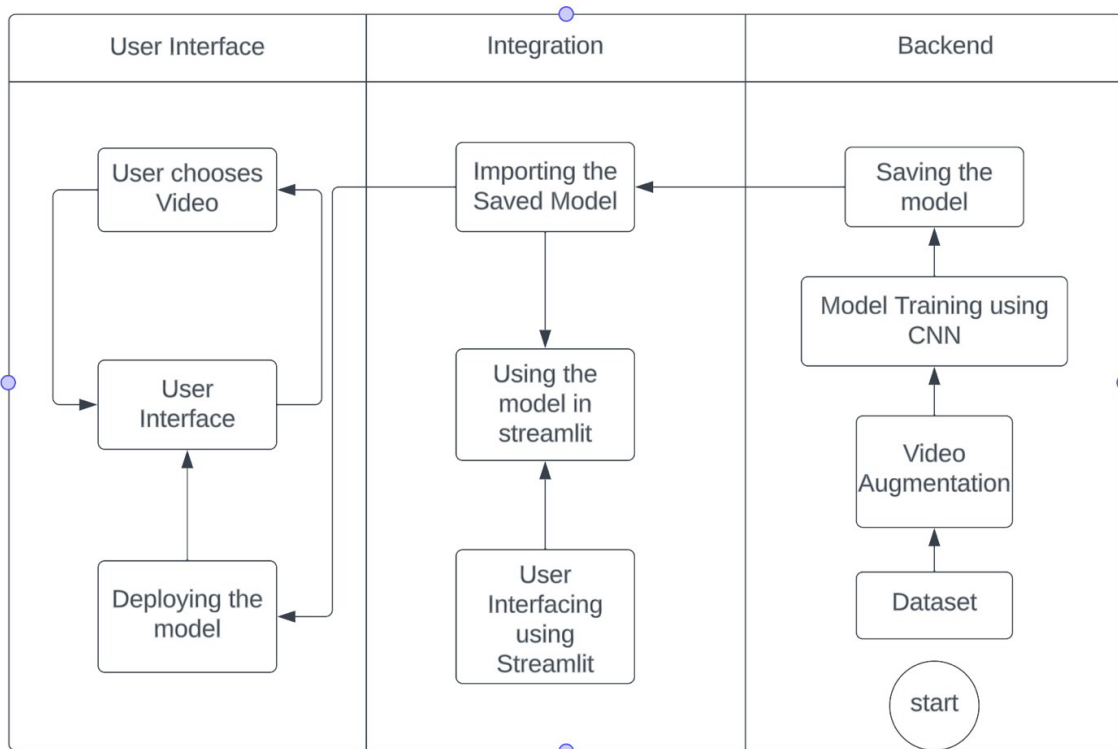 User Interface
Integration
Backend
User chooses
Video
User
Interface
Deploying the
model
Importing the
Saved Model
Using the
model in
streamlit
User
Interfacing
using
Streamlit
Saving the
model
Model Training using
CNN
Video
Augmentation
Dataset
start